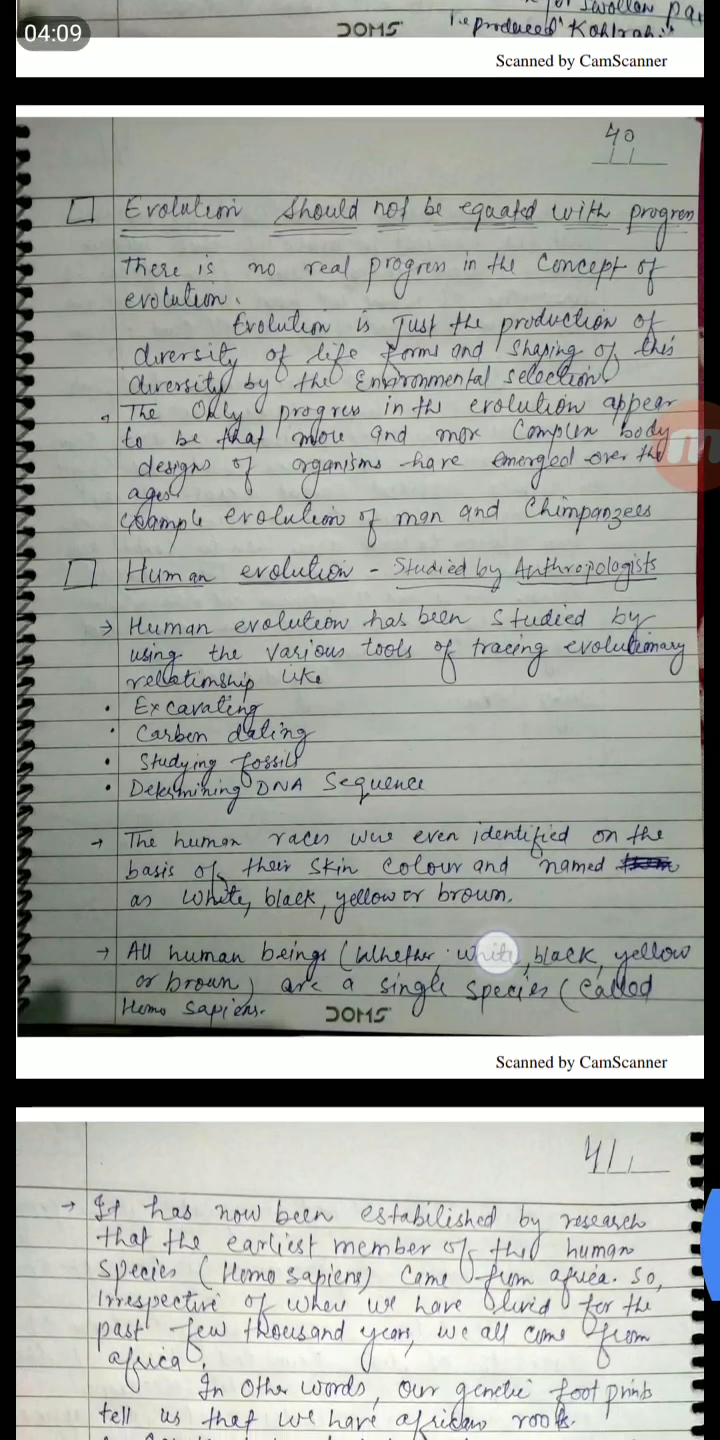 for swollen
04:09
DOMS
i.e produced "Kohlrabi"
Scanned by CamScanner
40
Evolution should not be equated with progress
There is no real progress in the concept of
evolution.
Evolution is Just the production of
diversity of life forms and shaping of this
diversity by the Environmental selection
The Only progress in the evolution appear
to be that more and more Complex body
designs of organisms have emerged over the
ages
example evolution of man and Chimpanzees
Human evolution - Studied by Anthropologists
→ Human evolution has been studied by
using the various tools of tracing evolutionary
relationship like
• Excavating
• Carbon dating
• Studying fossils
• Determining DNA Sequence
→ The human races were even identified on the
basis of their skin colour and named
as white, black, yellow or brown.
→ All human beings (Whether white, black, yellow
or brown) are a single species (called
Homo sapiens.
DOMS
Scanned by CamScanner
41
→ It has now been estabilished by research
that the earliest member of the human
species (Homo sapiens) came from africa. So,
Irrespective of where we have lived for the
past few thousand years, we all come from
africa.
In other words, our genetic foot prints
tell us that we have african roots.